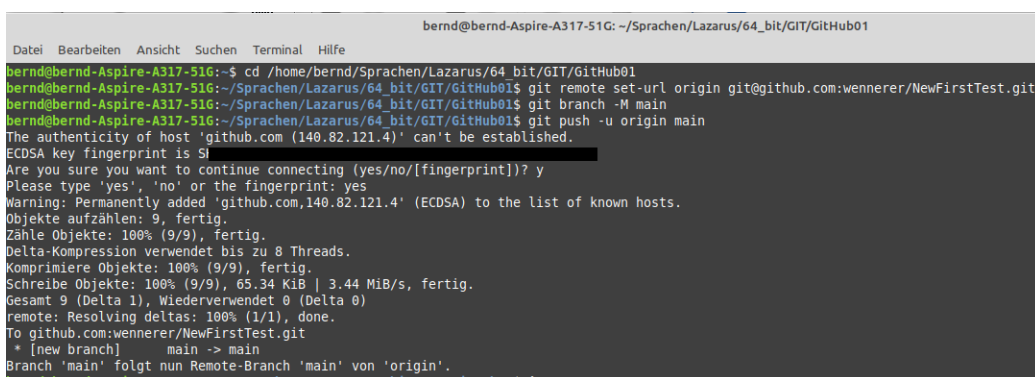 bernd@bernd-Aspire-A317-51G: ~/Sprachen/Lazarus/64_bit/GIT/GitHub01
Datei Bearbeiten Ansicht Suchen Terminal Hilfe
bernd@bernd-Aspire-A317-51G:~$ cd /home/bernd/Sprachen/Lazarus/64_bit/GIT/GitHub01
bernd@bernd-Aspire-A317-51G:~/Sprachen/Lazarus/64_bit/GIT/GitHub01$ git remote set-url origin git@github.com:wennerer/NewFirstTest.git
bernd@bernd-Aspire-A317-51G:~/Sprachen/Lazarus/64_bit/GIT/GitHub01$ git branch -M main
bernd@bernd-Aspire-A317-51G:~/Sprachen/Lazarus/64_bit/GIT/GitHub01$ git push -u origin main
The authenticity of host 'github.com (140.82.121.4)' can't be established.
ECDSA key fingerprint is
Are you sure you want to continue connecting (yes/no/[fingerprint])? y
Please type 'yes', 'no' or the fingerprint: yes
Warning: Permanently added 'github.com,140.82.121.4' (ECDSA) to the list of known hosts.
Objekte aufzählen: 9, fertig.
Zähle Objekte: 100% (9/9), fertig.
Delta-Kompression verwendet bis zu 8 Threads.
Komprimiere Objekte: 100% (9/9), fertig.
Schreibe Objekte: 100% (9/9), 65.34 KiB | 3.44 MiB/s, fertig.
Gesamt 9 (Delta 1), Wiederverwendet 0 (Delta 0)
remote: Resolving deltas: 100% (1/1), done.
To github.com:wennerer/NewFirstTest.git
 * [new branch]      main -> main
Branch 'main' folgt nun Remote-Branch 'main' von 'origin'.